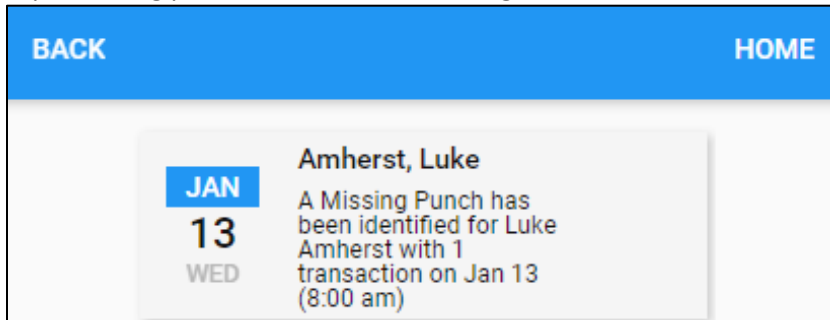 BACK
HOME
JAN
13
WED
Amherst, Luke
A Missing Punch has
been identified for Luke
Amherst with 1
transaction on Jan 13
(8:00 am)